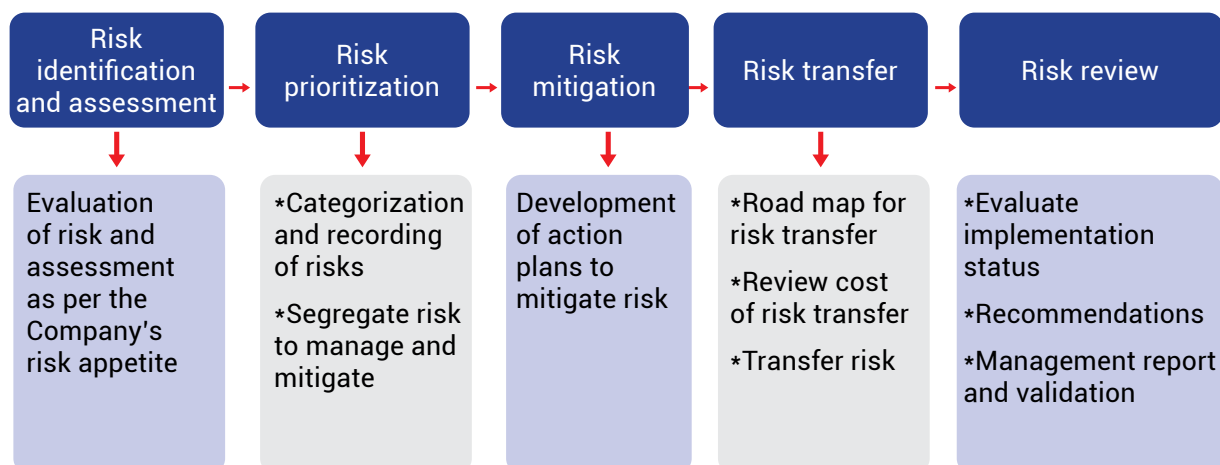 Risk
identification
and assessment
Risk
prioritization
Risk
mitigation
Risk transfer
Risk review
Evaluation
of risk and
assessment
as per the
Company's
risk appetite
*Categorization
and recording
of risks
*Segregate risk
to manage and
mitigate
Development
of action
plans to
mitigate risk
*Road map for
risk transfer
*Review cost
of risk transfer
*Transfer risk
*Evaluate
implementation
status
*Recommendations
*Management report
and validation